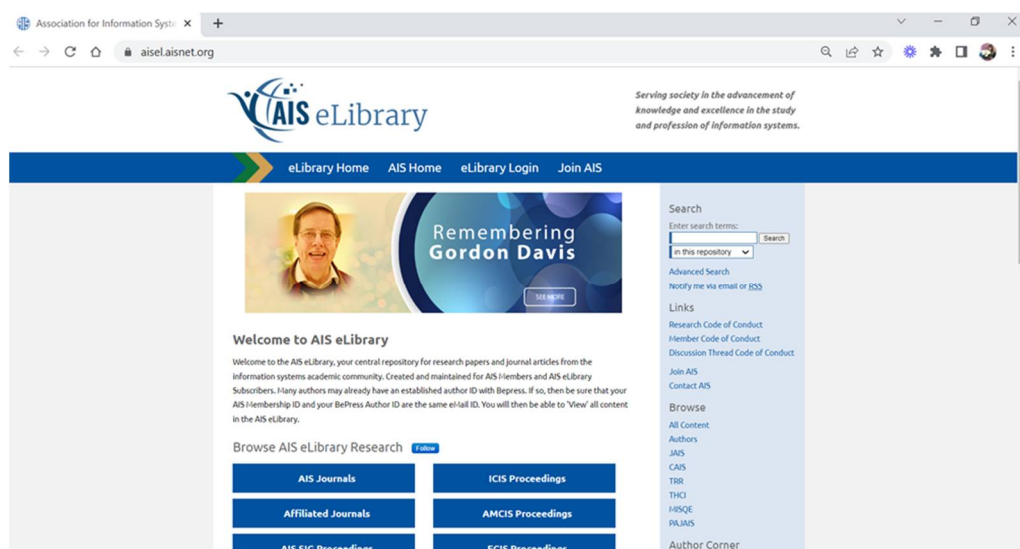 Association for Information Syste
aisel.aisnet.org
AIS eLibrary
Serving society in the advancement of
knowledge and excellence in the study
and profession of information systems.
eLibrary Home AIS Home eLibrary Login Join AIS
Remembering
Gordon Davis
SEE MORE
Welcome to AIS eLibrary
Welcome to the AIS eLibrary, your central repository for research papers and journal articles from the
information systems academic community. Created and maintained for AIS Members and AIS eLibrary
Subscribers. Many authors may already have an established author ID with Bepress. If so, then be sure that your
AIS Membership ID and your BePress Author ID are the same eMail ID. You will then be able to 'View' all content
in the AIS eLibrary.
Browse AIS eLibrary Research Follow
AIS Journals ICIS Proceedings
Affiliated Journals AMCIS Proceedings
AIS SIG Proceedings ECIS Proceedings
Search
Enter search terms:
Search
in this repository
Advanced Search
Notify me via email or RSS
Links
Research Code of Conduct
Member Code of Conduct
Discussion Thread Code of Conduct
Join AIS
Contact AIS
Browse
All Content
Authors
JAIS
CAIS
TRR
THCI
MISQE
PAJAIS
Author Corner